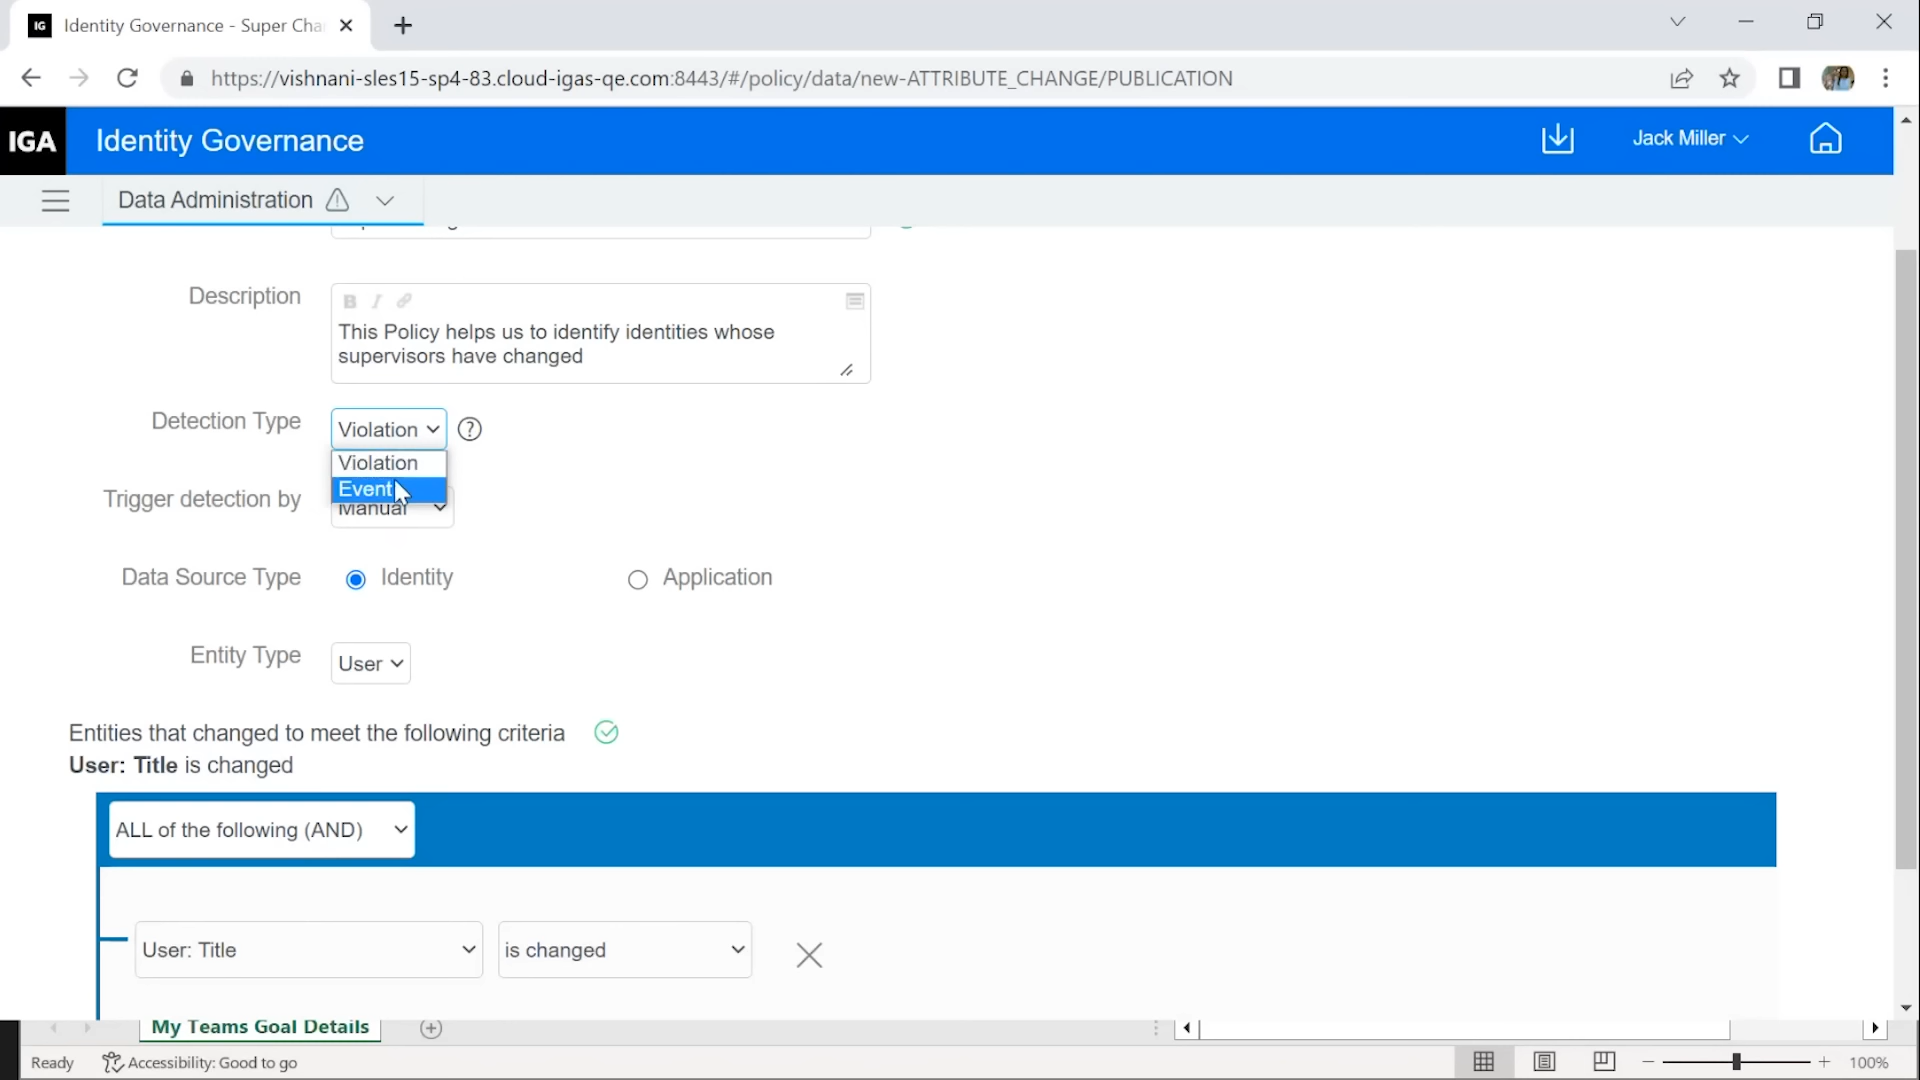 IG Identity Governance - Super Cha
https://vishnani-sles15-sp4-83.cloud-igas-qe.com:8443/#/policy/data/new-ATTRIBUTE_CHANGE/PUBLICATION
IGA Identity Governance Jack Miller
Data Administration
Description B I
This Policy helps us to identify identities whose
supervisors have changed
Detection Type Violation ?
Violation
Event
Trigger detection by Manual
Data Source Type Identity Application
Entity Type User
Entities that changed to meet the following criteria
User: Title is changed
ALL of the following (AND)
User: Title is changed
My Teams Goal Details
Ready Accessibility: Good to go 100%